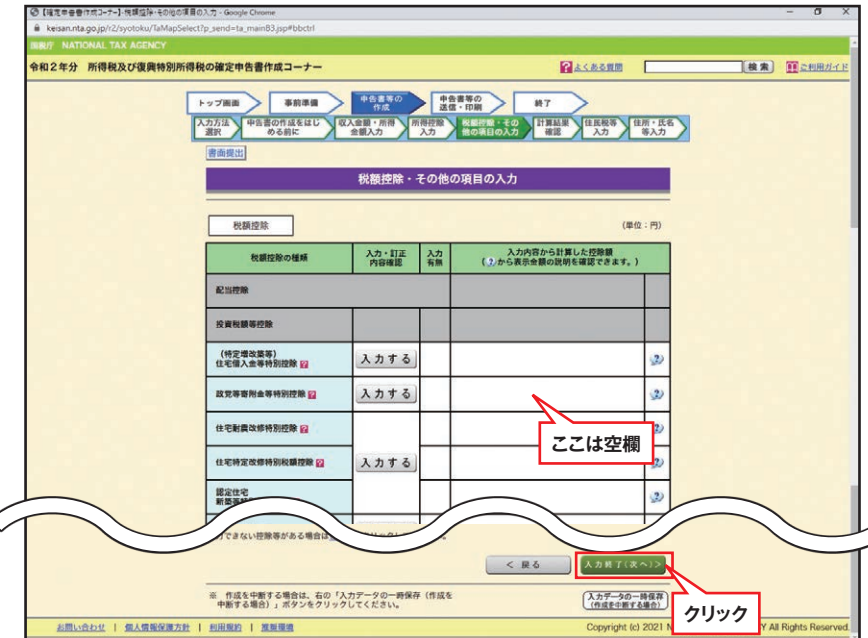 【確定申告書作成コーナー】-税額控除・その他の項目の入力 - Google Chrome
keisan.nta.go.jp/r2/syotoku/TaMapSelect?p_send=ta_main83.jsp#bbctrl
国税庁 NATIONAL TAX AGENCY
令和2年分 所得税及び復興特別所得税の確定申告書作成コーナー
よくある質問
検索
ご利用ガイド
トップ画面
事前準備
申告書等の
作成
申告書等の
送信・印刷
終了
入力方法
選択
申告書の作成をはじ
める前に
収入金額・所得
金額入力
所得控除
入力
税額控除・その
他の項目の入力
計算結果
確認
住民税等
入力
住所・氏名
等入力
書面提出
税額控除・その他の項目の入力
税額控除
(単位:円)
税額控除の種類
入力・訂正
内容確認
入力
有無
入力内容から計算した控除額
(?から表示金額の説明を確認できます。)
配当控除
投資税額等控除
(特定増改築等)
住宅借入金等特別控除
入力する
政党等寄附金等特別控除
入力する
住宅耐震改修特別控除
ここは空欄
住宅特定改修特別税額控除
入力する
認定住宅
できない控除等がある場合は
< 戻る
入力終了(次へ)>
※ 作成を中断する場合は、右の「入力データの一時保存(作成を
中断する場合)」ボタンをクリックしてください。
入力データの一時保存
(作成を中断する場合)
クリック
お問い合わせ | 個人情報保護方針 | 利用規約 | 推奨環境
Copyright (c) 2021 N
Y All Rights Reserved.